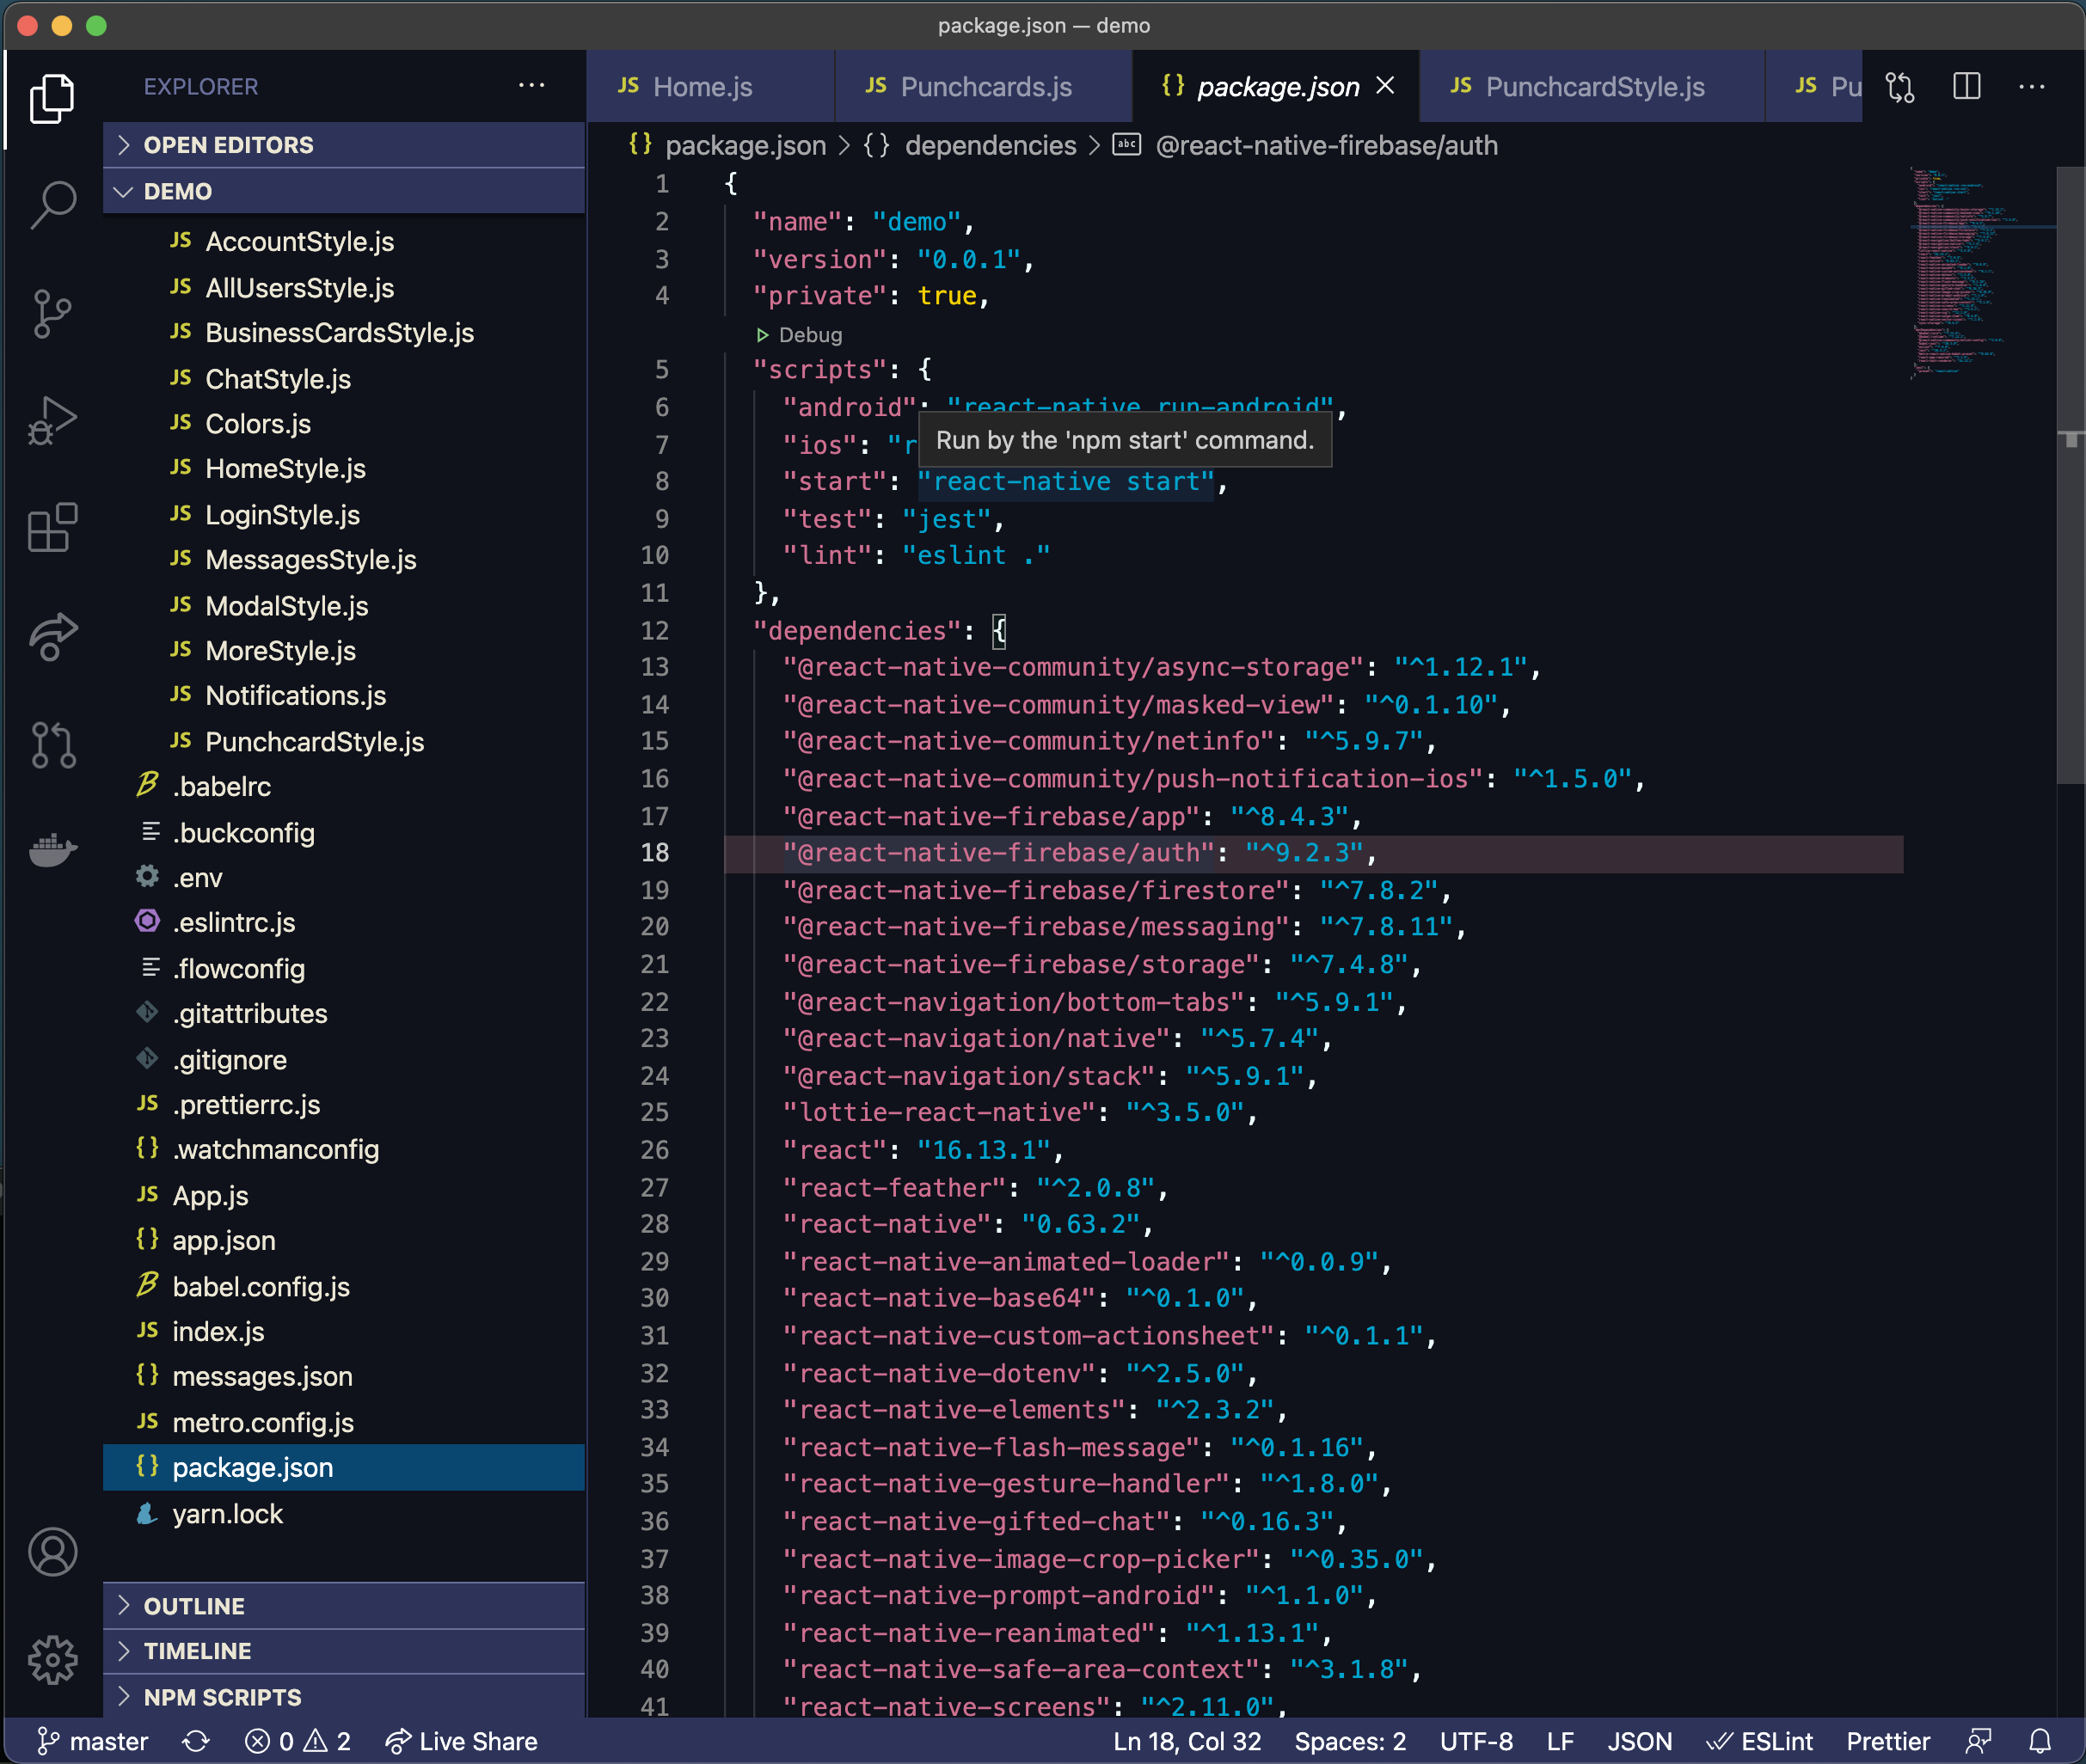 package.json — demo
EXPLORER
OPEN EDITORS
DEMO
JS AccountStyle.js
JS AllUsersStyle.js
JS BusinessCardsStyle.js
JS ChatStyle.js
JS Colors.js
JS HomeStyle.js
JS LoginStyle.js
JS MessagesStyle.js
JS ModalStyle.js
JS MoreStyle.js
JS Notifications.js
JS PunchcardStyle.js
.babelrc
.buckconfig
.env
.eslintrc.js
.flowconfig
.gitattributes
.gitignore
JS .prettierrc.js
{} .watchmanconfig
JS App.js
{} app.json
babel.config.js
JS index.js
{} messages.json
JS metro.config.js
{} package.json
yarn.lock
OUTLINE
TIMELINE
NPM SCRIPTS
JS Home.js JS Punchcards.js {} package.json JS PunchcardStyle.js JS Pu
{} package.json > {} dependencies > abc @react-native-firebase/auth
1 {
2 "name": "demo",
3 "version": "0.0.1",
4 "private": true,
Debug
5 "scripts": {
6 "android": "react-native run-android",
Run by the 'npm start' command.
7 "ios": "r
8 "start": "react-native start",
9 "test": "jest",
10 "lint": "eslint ."
11 },
12 "dependencies": {
13 "@react-native-community/async-storage": "^1.12.1",
14 "@react-native-community/masked-view": "^0.1.10",
15 "@react-native-community/netinfo": "^5.9.7",
16 "@react-native-community/push-notification-ios": "^1.5.0",
17 "@react-native-firebase/app": "^8.4.3",
18 "@react-native-firebase/auth": "^9.2.3",
19 "@react-native-firebase/firestore": "^7.8.2",
20 "@react-native-firebase/messaging": "^7.8.11",
21 "@react-native-firebase/storage": "^7.4.8",
22 "@react-navigation/bottom-tabs": "^5.9.1",
23 "@react-navigation/native": "^5.7.4",
24 "@react-navigation/stack": "^5.9.1",
25 "lottie-react-native": "^3.5.0",
26 "react": "16.13.1",
27 "react-feather": "^2.0.8",
28 "react-native": "0.63.2",
29 "react-native-animated-loader": "^0.0.9",
30 "react-native-base64": "^0.1.0",
31 "react-native-custom-actionsheet": "^0.1.1",
32 "react-native-dotenv": "^2.5.0",
33 "react-native-elements": "^2.3.2",
34 "react-native-flash-message": "^0.1.16",
35 "react-native-gesture-handler": "^1.8.0",
36 "react-native-gifted-chat": "^0.16.3",
37 "react-native-image-crop-picker": "^0.35.0",
38 "react-native-prompt-android": "^1.1.0",
39 "react-native-reanimated": "^1.13.1",
40 "react-native-safe-area-context": "^3.1.8",
41 "react-native-screens": "^2.11.0",
master 0 2 Live Share Ln 18, Col 32 Spaces: 2 UTF-8 LF JSON ESLint Prettier